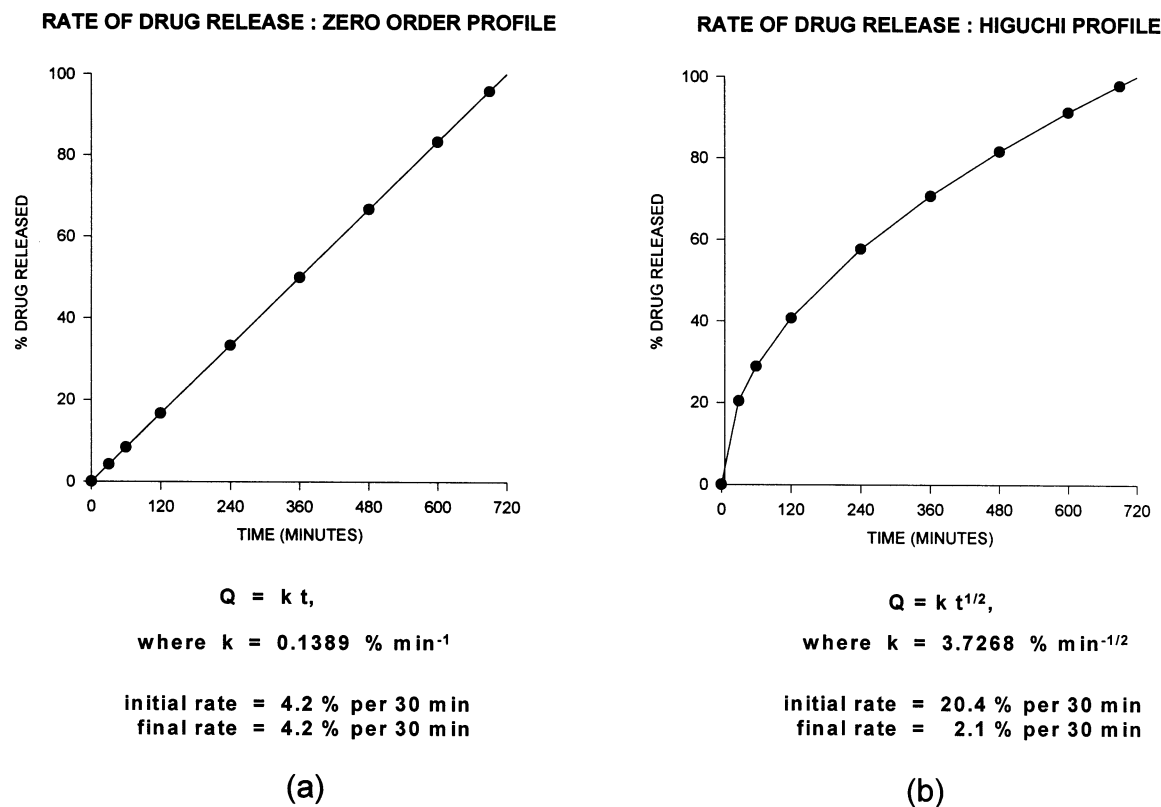 RATE OF DRUG RELEASE : ZERO ORDER PROFILE
100
80
60
40
20
0
% DRUG RELEASED
0 120 240 360 480 600 720
TIME (MINUTES)
Q = k t,
where k = 0.1389 % min⁻¹
initial rate = 4.2 % per 30 min
final rate = 4.2 % per 30 min
(a)
RATE OF DRUG RELEASE : HIGUCHI PROFILE
100
80
60
40
20
0
% DRUG RELEASED
0 120 240 360 480 600 720
TIME (MINUTES)
Q = k t¹ᐟ²,
where k = 3.7268 % min⁻¹ᐟ²
initial rate = 20.4 % per 30 min
final rate = 2.1 % per 30 min
(b)